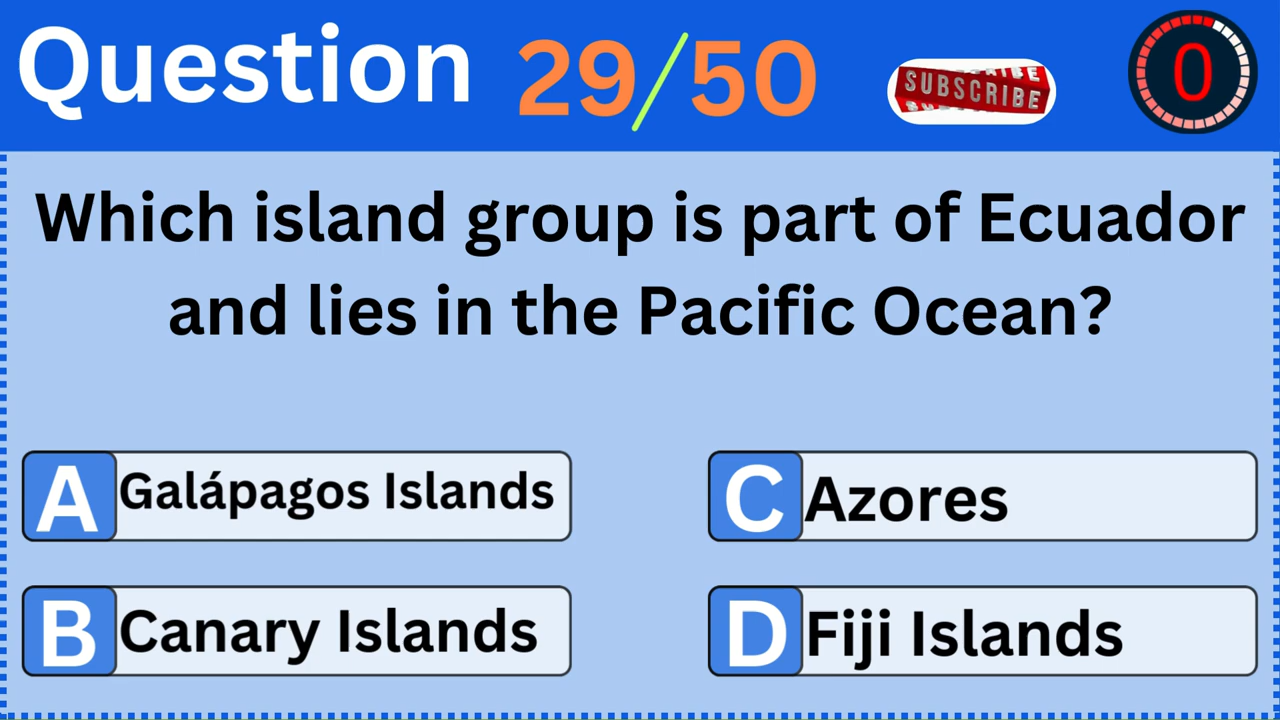 Question 29/50
SUBSCRIBE
0
Which island group is part of Ecuador
and lies in the Pacific Ocean?
A Galápagos Islands
B Canary Islands
C Azores
D Fiji Islands